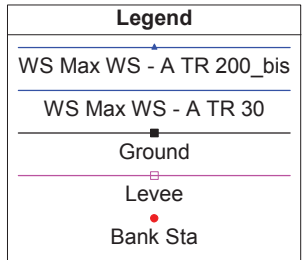 Legend
WS Max WS - A TR 200_bis
WS Max WS - A TR 30
Ground
Levee
Bank Sta